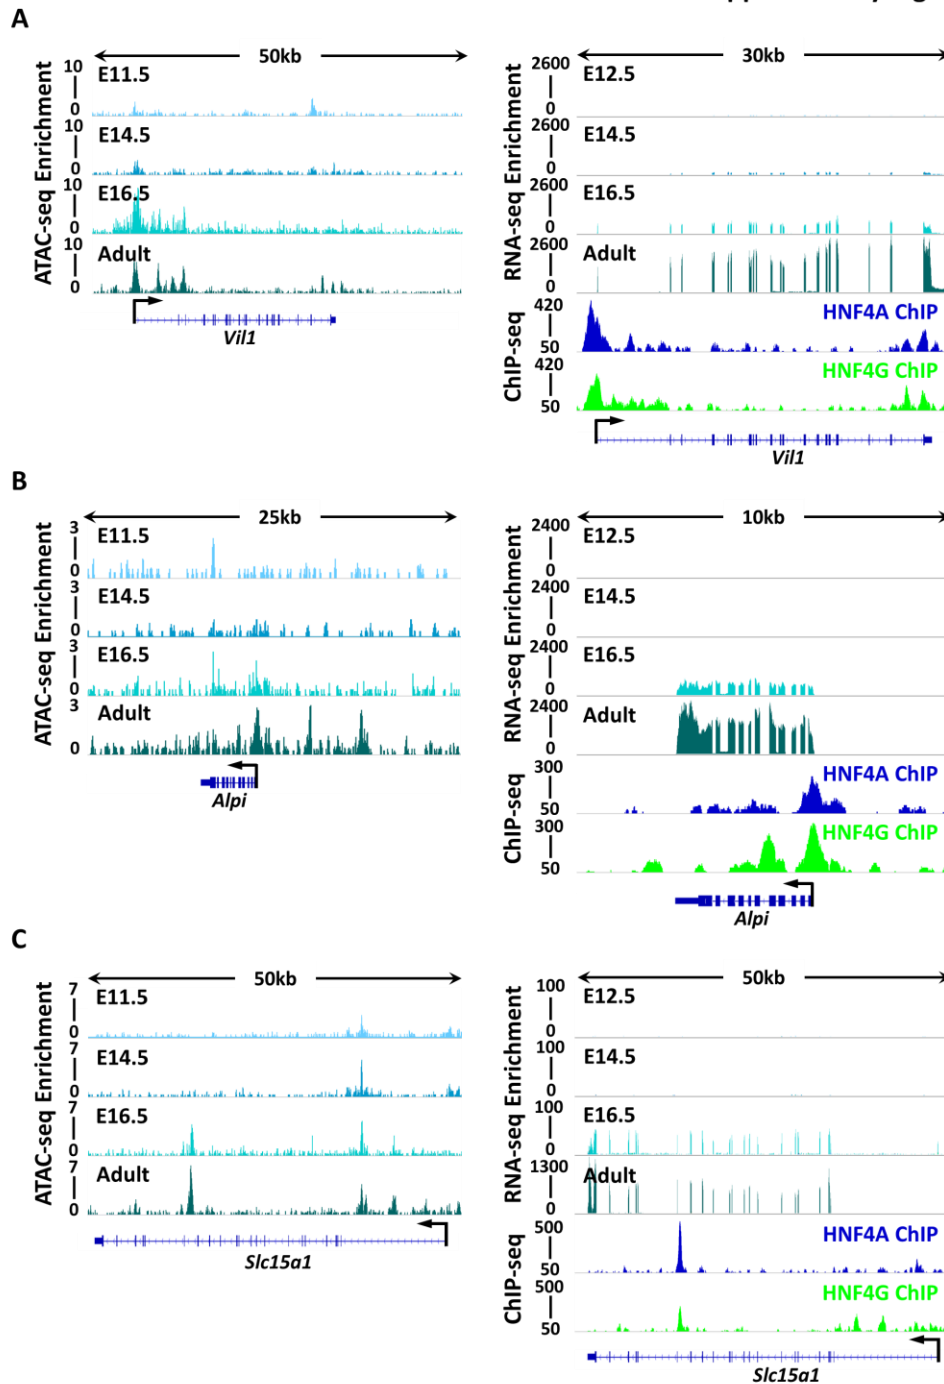 A
50kb
ATAC-seq Enrichment
10
0
E11.5
10
0
E14.5
10
0
E16.5
10
0
Adult
Vil1
30kb
RNA-seq Enrichment
2600
0
E12.5
2600
0
E14.5
2600
0
E16.5
2600
0
Adult
ChIP-seq
420
50
HNF4A ChIP
420
50
HNF4G ChIP
Vil1
B
25kb
ATAC-seq Enrichment
3
0
E11.5
3
0
E14.5
3
0
E16.5
3
0
Adult
Alpi
10kb
RNA-seq Enrichment
2400
0
E12.5
2400
0
E14.5
2400
0
E16.5
2400
0
Adult
ChIP-seq
300
50
HNF4A ChIP
300
50
HNF4G ChIP
Alpi
C
50kb
ATAC-seq Enrichment
7
0
E11.5
7
0
E14.5
7
0
E16.5
7
0
Adult
Slc15a1
50kb
RNA-seq Enrichment
100
0
E12.5
100
0
E14.5
100
0
E16.5
1300
0
Adult
ChIP-seq
500
50
HNF4A ChIP
500
50
HNF4G ChIP
Slc15a1